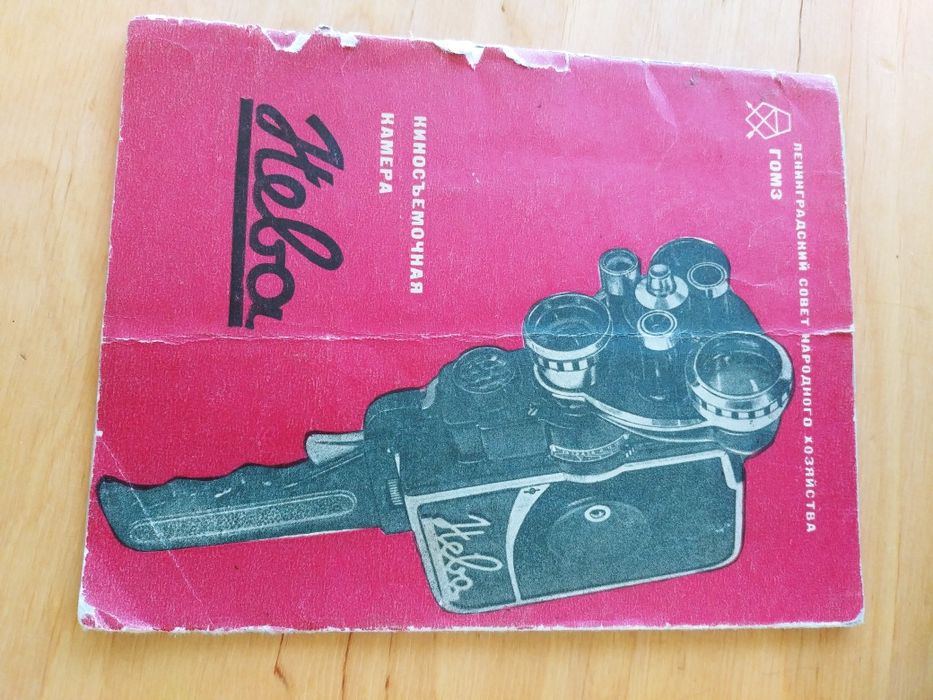 ЛЕНИНГРАДСКИЙ СОВЕТ НАРОДНОГО ХОЗЯЙСТВА
ГОМЗ
КИНОСЪЕМОЧНАЯ
КАМЕРА
Нева
Нева